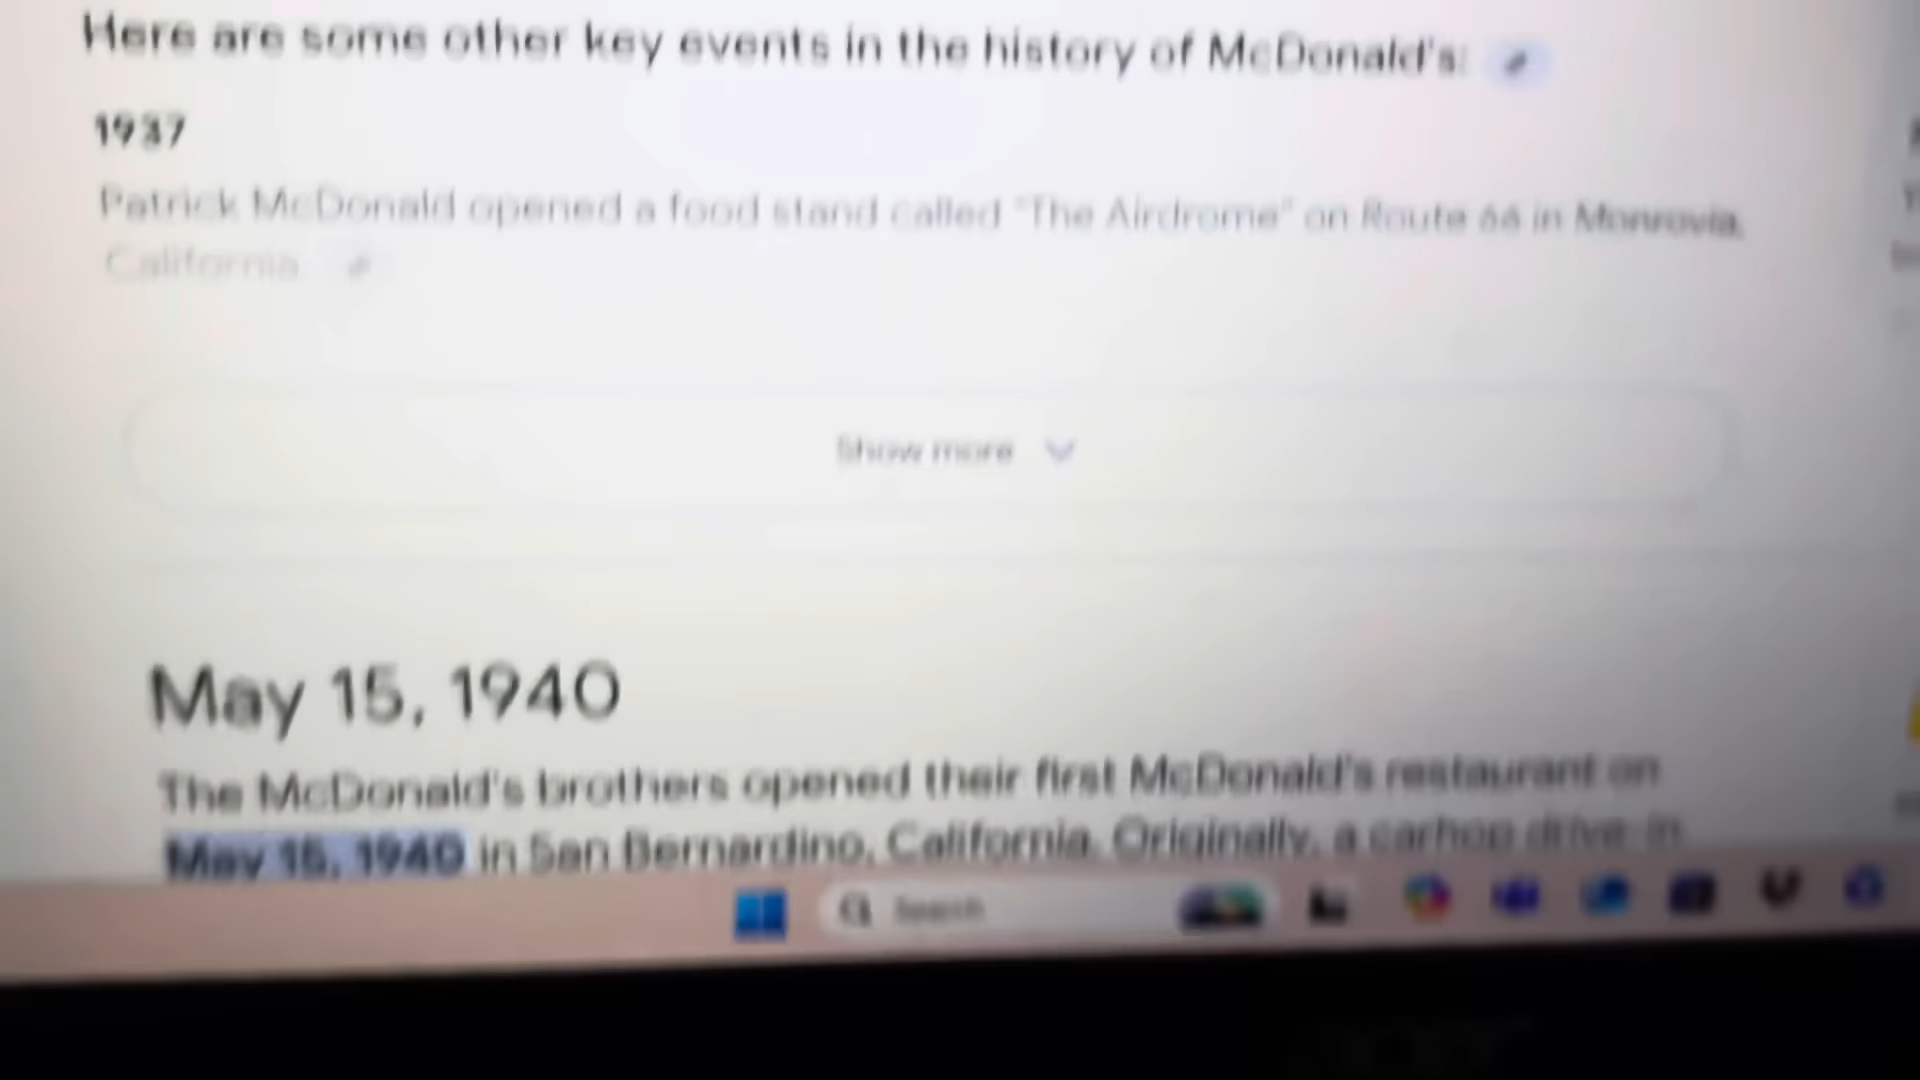 Here are some other key events in the history of McDonald's:
1937
Patrick McDonald opened a food stand called "The Airdrome" on Route 66 in Monrovia,
California
Show more
May 15, 1940
The McDonald's brothers opened their first McDonald's restaurant on
May 15, 1940 in San Bernardino, California. Originally, a carhop drive-in
Search